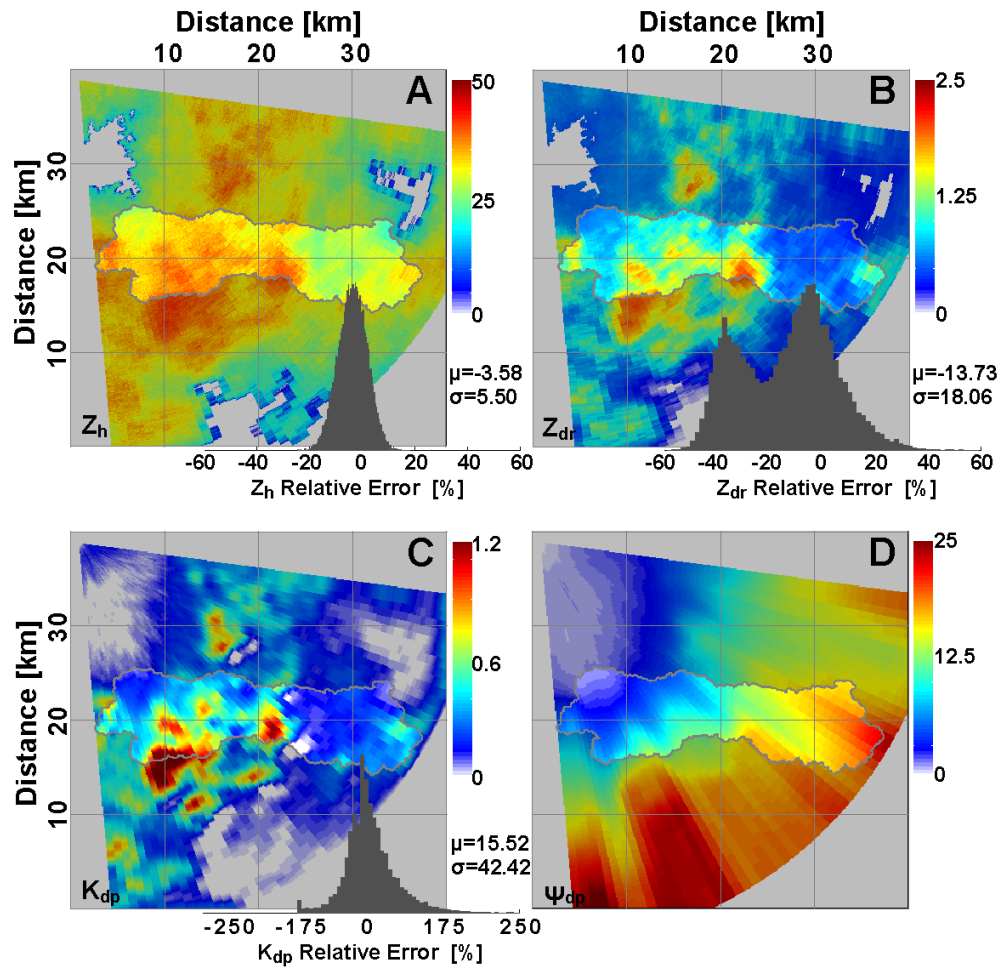 Distance [km]
10 20 30
A
50
25
0
Distance [km]
30
20
10
Zh
μ=-3.58
σ=5.50
-60 -40 -20 0 20 40 60
Zh Relative Error [%]
Distance [km]
10 20 30
B
2.5
1.25
0
Zdr
μ=-13.73
σ=18.06
-60 -40 -20 0 20 40 60
Zdr Relative Error [%]
C
1.2
0.6
0
Distance [km]
30
20
10
Kdp
μ=15.52
σ=42.42
-250 -175 0 175 250
Kdp Relative Error [%]
D
25
12.5
0
Ψdp